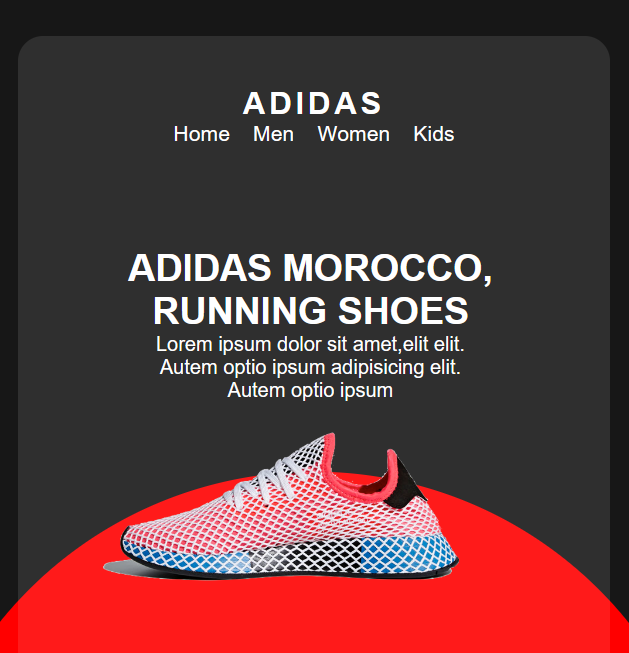 ADIDAS
Home Men Women Kids
ADIDAS MOROCCO,
RUNNING SHOES
Lorem ipsum dolor sit amet,elit elit.
Autem optio ipsum adipisicing elit.
Autem optio ipsum